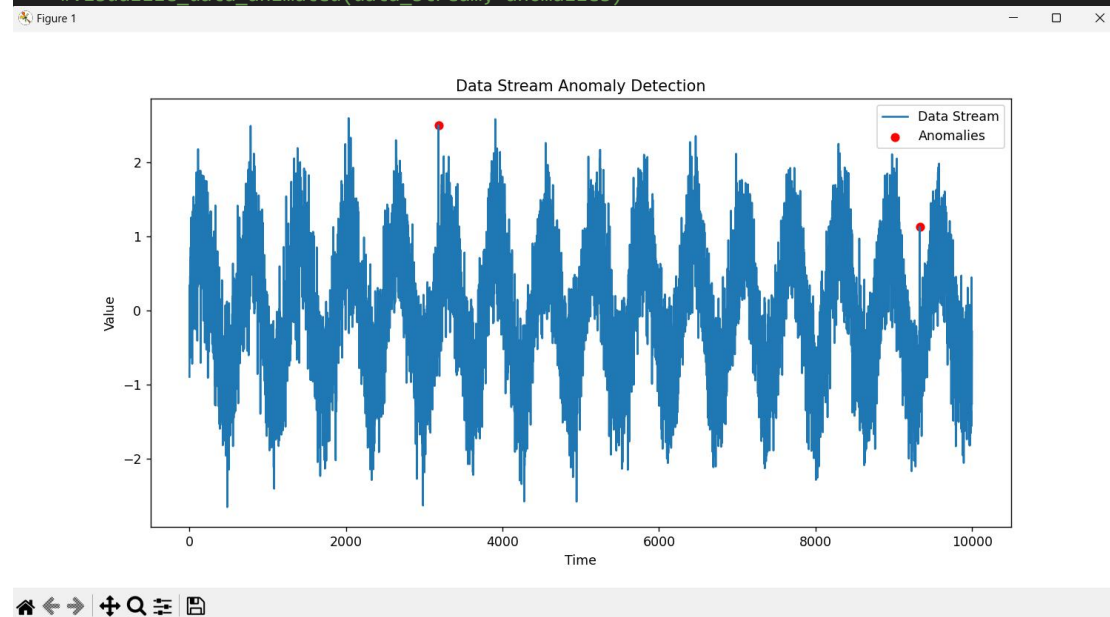 Figure 1
Data Stream Anomaly Detection
Data Stream
Anomalies
2
1
0
−1
−2
Value
0
2000
4000
6000
8000
10000
Time